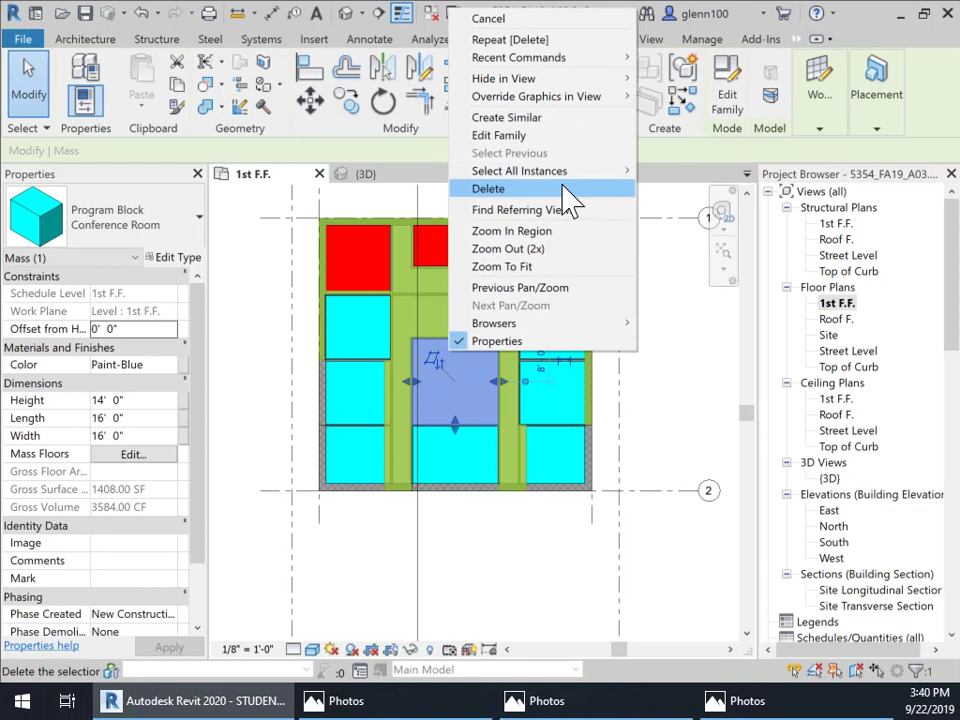 glenn100
File
Architecture
Structure
Steel
Systems
Insert
Annotate
Analyze
View
Manage
Add-Ins
Modify
Properties
Paste
Edit
Family
Wo...
Placement
Select
Properties
Clipboard
Geometry
Modify
Create
Mode
Model
Modify | Mass
Cancel
Repeat [Delete]
Recent Commands
Hide in View
Override Graphics in View
Create Similar
Edit Family
Select Previous
Select All Instances
Delete
Zoom In Region
Zoom Out (2x)
Zoom To Fit
Previous Pan/Zoom
Next Pan/Zoom
Browsers
Properties
Properties
Program Block
Conference Room
Mass (1)
Edit Type
Constraints
Schedule Level 1st F.F.
Work Plane Level : 1st F.F.
Offset from H... 0' 0"
Materials and Finishes
Color Paint-Blue
Dimensions
Height 14' 0"
Length 16' 0"
Width 16' 0"
Mass Floors Edit...
Gross Floor Ar...
Gross Surface ... 1408.00 SF
Gross Volume 3584.00 CF
Identity Data
Image
Comments
Mark
Phasing
Phase Created New Constructi...
Phase Demoli... None
Properties help
Apply
1st F.F.
{3D}
1
2
2D
Project Browser - 5354_FA19_A03...
Views (all)
Structural Plans
1st F.F.
Roof F.
Street Level
Top of Curb
Floor Plans
1st F.F.
Roof F.
Site
Street Level
Top of Curb
Ceiling Plans
1st F.F.
Roof F.
Street Level
Top of Curb
3D Views
{3D}
Elevations (Building Elevation
East
North
South
West
Sections (Building Section)
Site Longitudinal Section
Site Transverse Section
Legends
Schedules/Quantities (all)
1/8" = 1'-0"
Delete the selection
:0
Main Model
:1
Autodesk Revit 2020 - STUDEN...
Photos
Photos
Photos
3:40 PM
9/22/2019